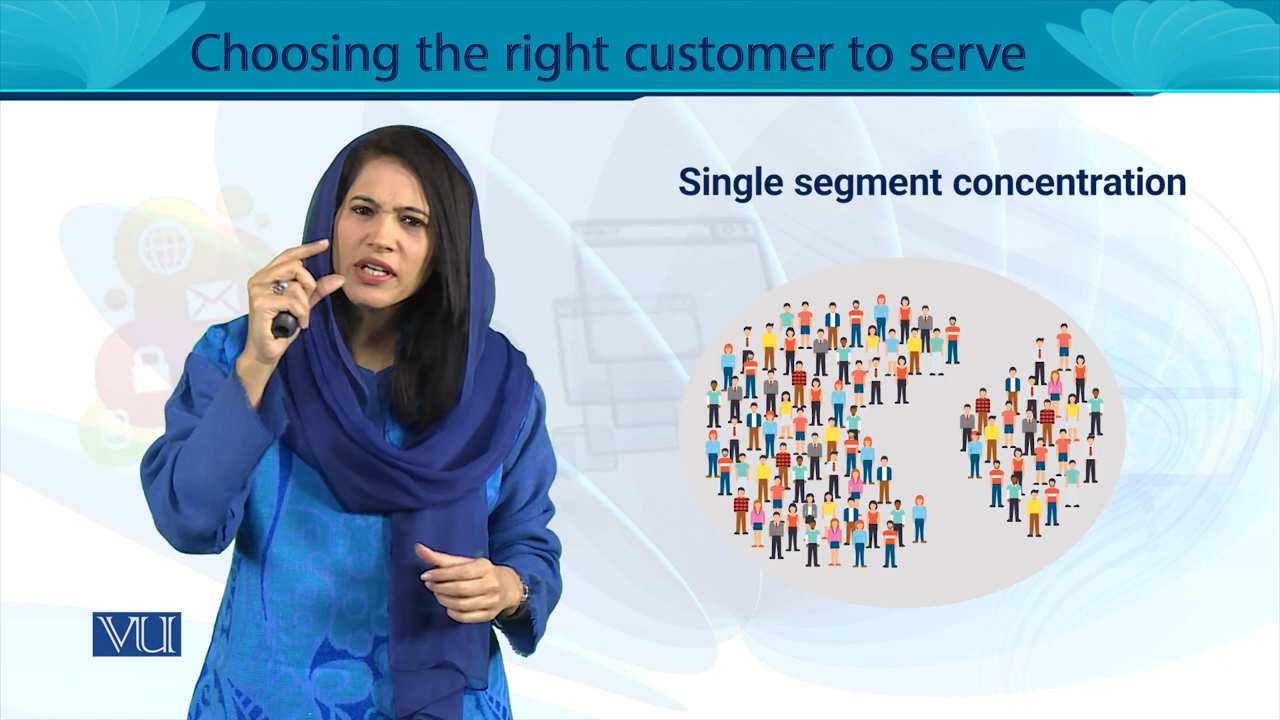 Choosing the right customer to serve
Single segment concentration
VU